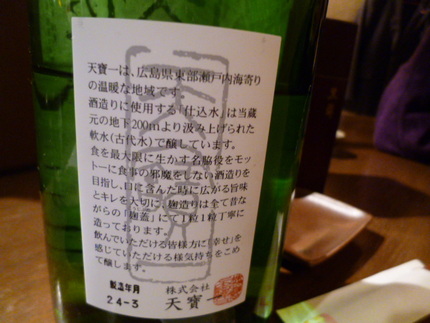 天寶一は、広島県東部瀬戸内海寄り
の温暖な地域です。
酒造りに使用する「仕込水」は当蔵
元の地下200mより汲み上げられた
軟水(古代水)で醸しています。
食を最大限に生かす名脇役をモッ
トーに食事の邪魔をしない酒造りを
目指し、口に含んだ時に広がる旨味
とキレを大切に、麹造りは全て昔な
がらの「麹蓋」にて1粒1粒丁寧に
造っております。
飲んでいただける皆様方に「幸せ」を
感じていただける様気持ちをこめ
て醸します。
製造年月
24-3
株式会社
天寶一